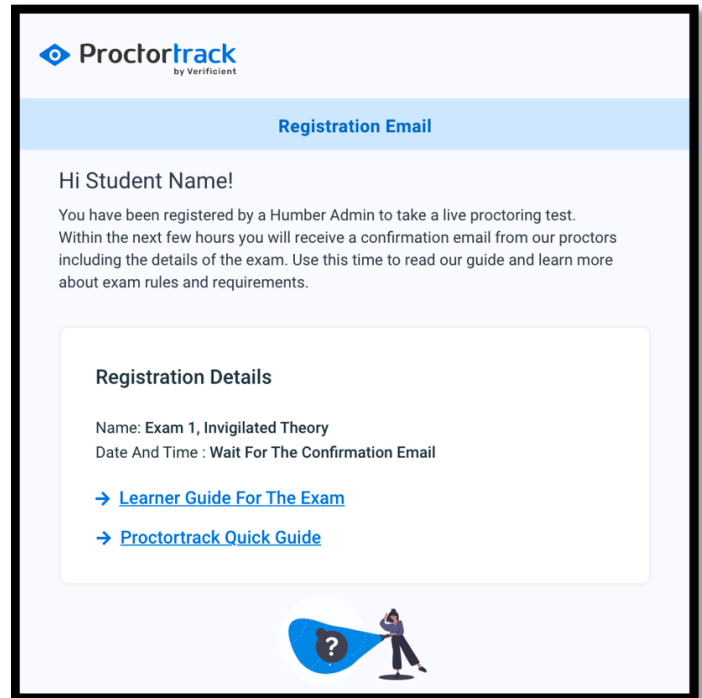 Proctortrack
by Verificient
Registration Email
Hi Student Name!
You have been registered by a Humber Admin to take a live proctoring test.
Within the next few hours you will receive a confirmation email from our proctors
including the details of the exam. Use this time to read our guide and learn more
about exam rules and requirements.
Registration Details
Name: Exam 1, Invigilated Theory
Date And Time : Wait For The Confirmation Email
→ Learner Guide For The Exam
→ Proctortrack Quick Guide
?